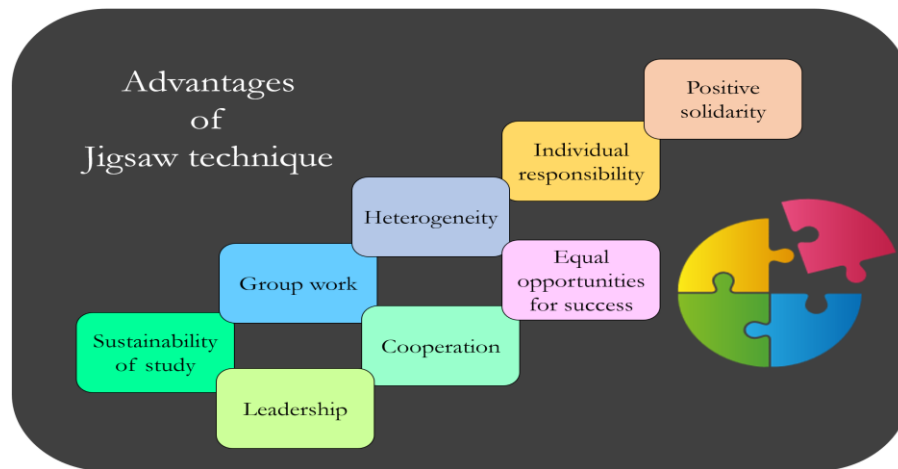 Advantages
of
Jigsaw technique
Positive
solidarity
Individual
responsibility
Heterogeneity
Equal
opportunities
for success
Group work
Cooperation
Sustainability
of study
Leadership